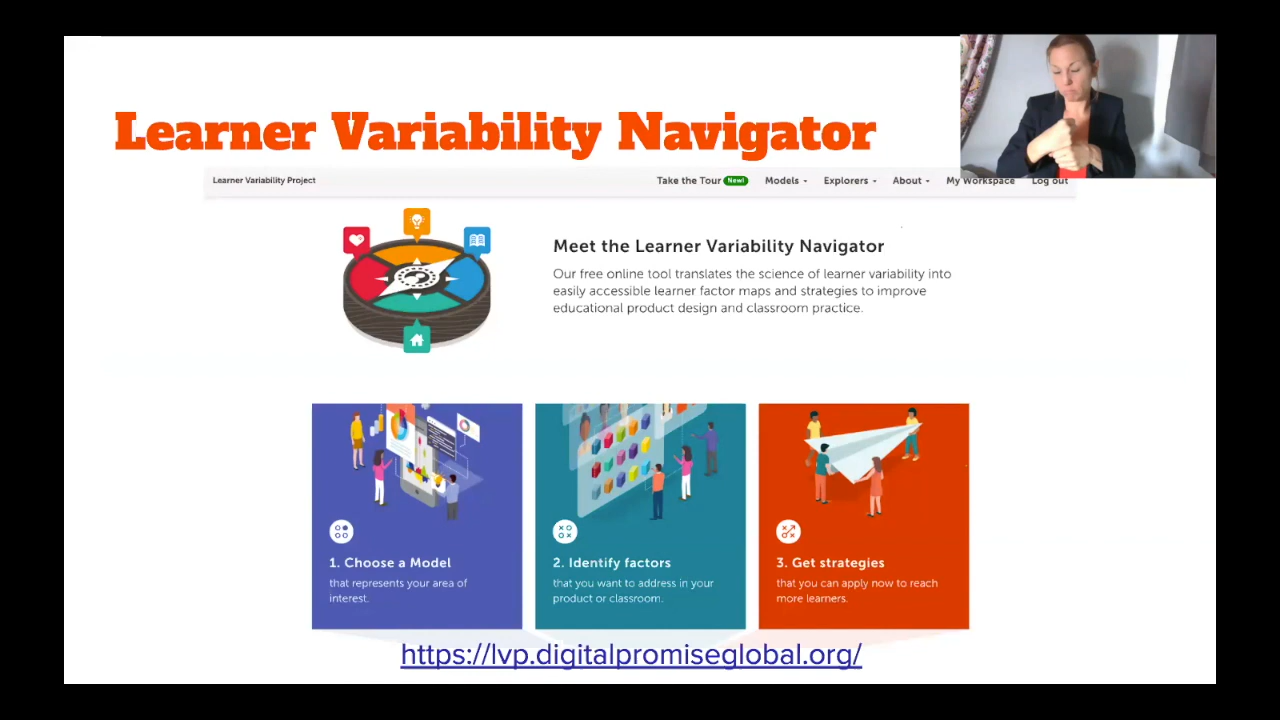 Learner Variability Navigator
Learner Variability Project
Take the Tour New! Models Explorers About My Workspace Log out
Meet the Learner Variability Navigator
Our free online tool translates the science of learner variability into
easily accessible learner factor maps and strategies to improve
educational product design and classroom practice.
1. Choose a Model
that represents your area of
interest.
2. Identify factors
that you want to address in your
product or classroom.
3. Get strategies
that you can apply now to reach
more learners.
https://lvp.digitalpromiseglobal.org/